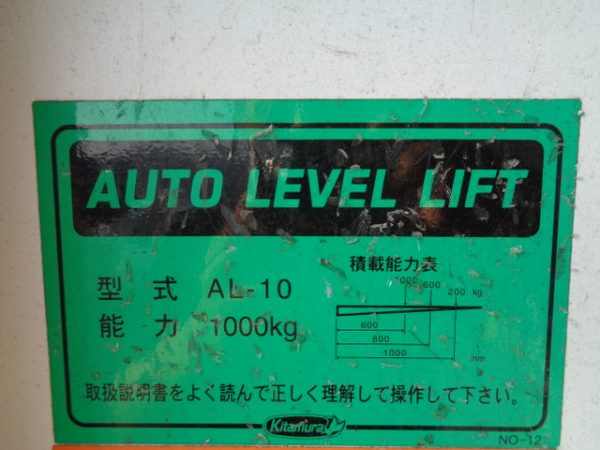 AUTO LEVEL LIFT
型 式 AL-10
能 力 1000kg
積載能力表
1000 600 200 kg
600
800
1000 mm
取扱説明書をよく読んで正しく理解して操作して下さい。
Kitamura
NO-12